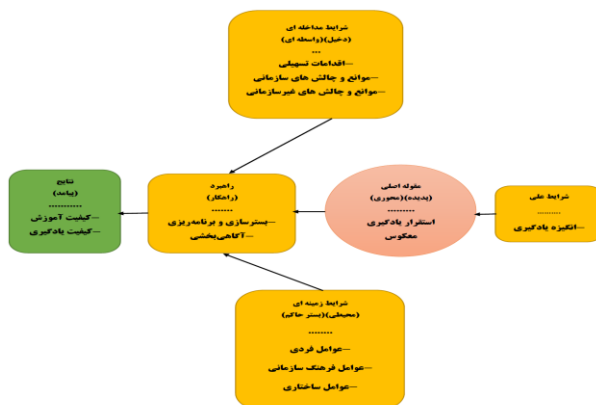 شرایط مداخله ای
(دخیل)(واسطه ای)
...
—اقدامات تسهیلی
—موانع و چالش های سازمانی
—موانع و چالش های غیرسازمانی
شرایط علی
.........
—انگیزه یادگیری
مقوله اصلی
(پدیده)(محوری)
.........
استقرار یادگیری
معکوس
راهبرد
(راهکار)
.......
—بسترسازی و برنامه‌ریزی
—آگاهی‌بخشی
نتایج
(پیامد)
...........
—کیفیت آموزش
—کیفیت یادگیری
شرایط زمینه ای
(محیطی)(بستر حاکم)
........
—عوامل فردی
—عوامل فرهنگ سازمانی
—عوامل ساختاری